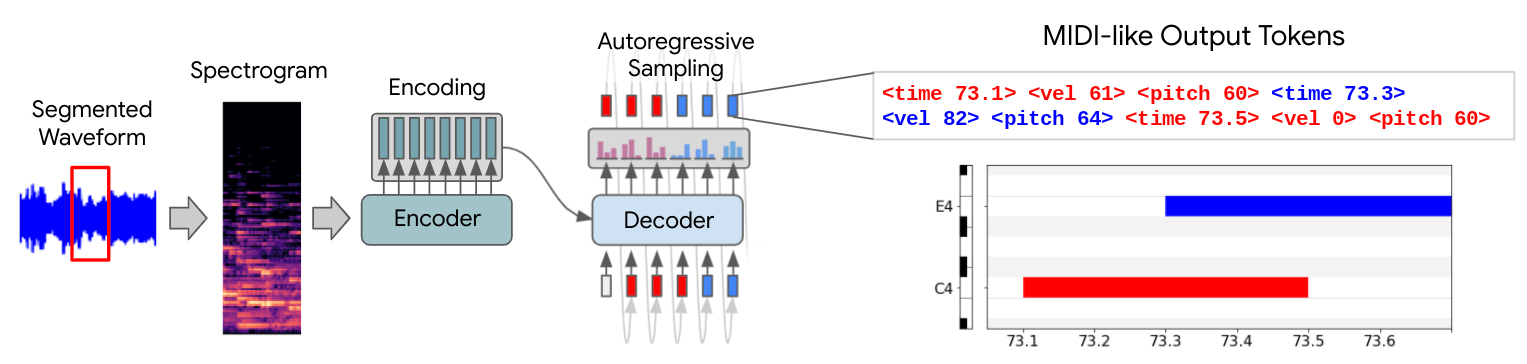 Segmented
Waveform
Spectrogram
Encoding
Encoder
Autoregressive
Sampling
Decoder
MIDI-like Output Tokens
<time 73.1> <vel 61> <pitch 60> <time 73.3>
<vel 82> <pitch 64> <time 73.5> <vel 0> <pitch 60>
E4
C4
73.1 73.2 73.3 73.4 73.5 73.6